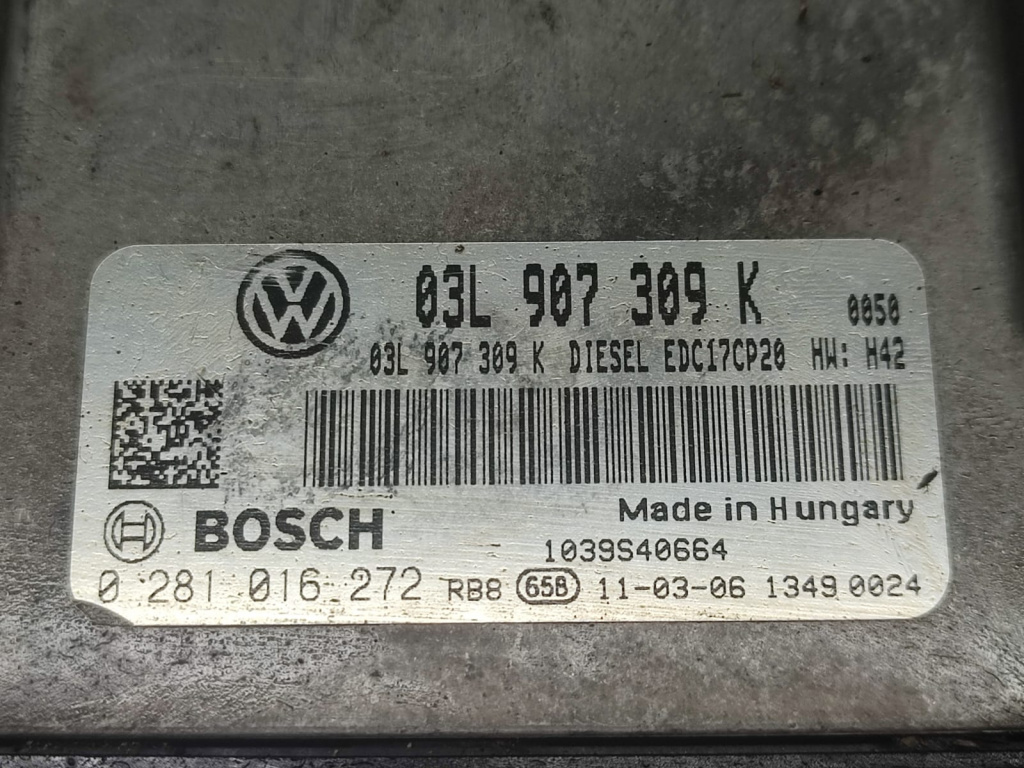 03L 907 309 K 0050
03L 907 309 K DIESEL EDC17CP20 HW: H42
Made in Hungary
BOSCH
1039S40664
0 281 016 272 RB8 65B 11-03-06 1349 0024